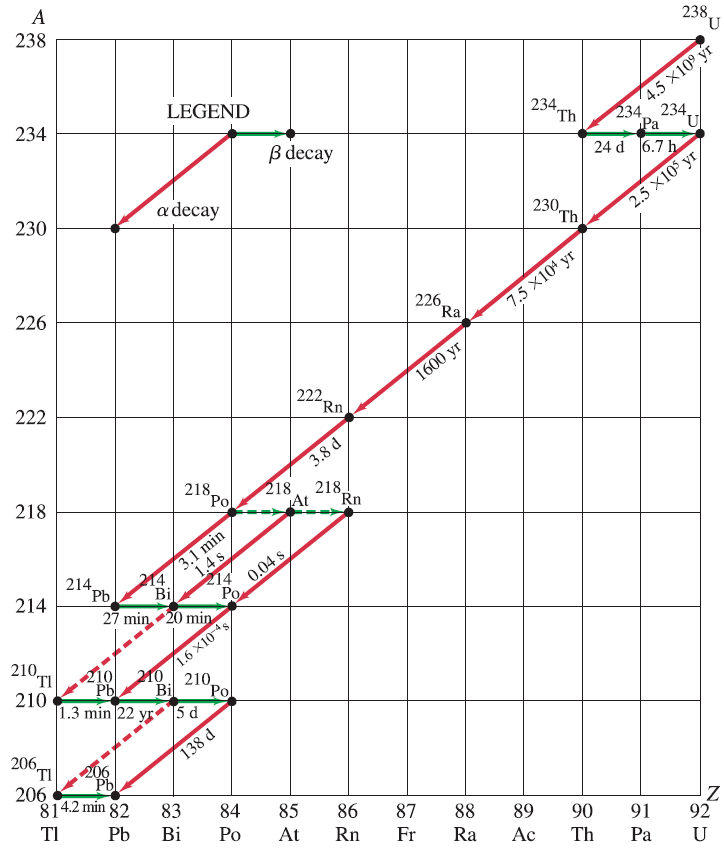 A
²³⁸U
238
4.5 ×10⁹ yr
LEGEND
²³⁴Th
²³⁴Pa
²³⁴U
234
β decay
24 d
6.7 h
α decay
2.5 ×10⁵ yr
²³⁰Th
230
7.5 ×10⁴ yr
²²⁶Ra
226
1600 yr
²²²Rn
222
3.8 d
²¹⁸Po
²¹⁸At
²¹⁸Rn
218
3.1 min
1.4 s
0.04 s
²¹⁴Pb
²¹⁴Bi
²¹⁴Po
214
27 min
20 min
1.6 ×10⁻⁴ s
²¹⁰Tl
²¹⁰Pb
²¹⁰Bi
²¹⁰Po
210
1.3 min
22 yr
5 d
138 d
²⁰⁶Tl
²⁰⁶Pb
206
4.2 min
Z
81 82 83 84 85 86 87 88 89 90 91 92
Tl Pb Bi Po At Rn Fr Ra Ac Th Pa U